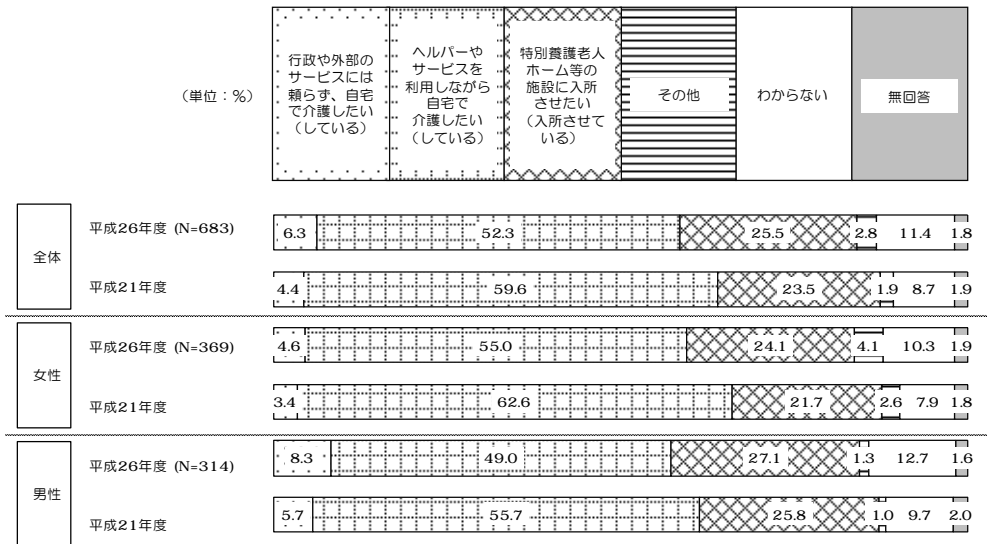 （単位：％）
行政や外部の
サービスには
頼らず、自宅
で介護したい
（している）
ヘルパーや
サービスを
利用しながら
自宅で
介護したい
（している）
特別養護老人
ホーム等の
施設に入所
させたい
（入所させて
いる）
その他
わからない
無回答
全体
平成26年度 (N=683)
6.3 52.3 25.5 2.8 11.4 1.8
平成21年度
4.4 59.6 23.5 1.9 8.7 1.9
女性
平成26年度 (N=369)
4.6 55.0 24.1 4.1 10.3 1.9
平成21年度
3.4 62.6 21.7 2.6 7.9 1.8
男性
平成26年度 (N=314)
8.3 49.0 27.1 1.3 12.7 1.6
平成21年度
5.7 55.7 25.8 1.0 9.7 2.0